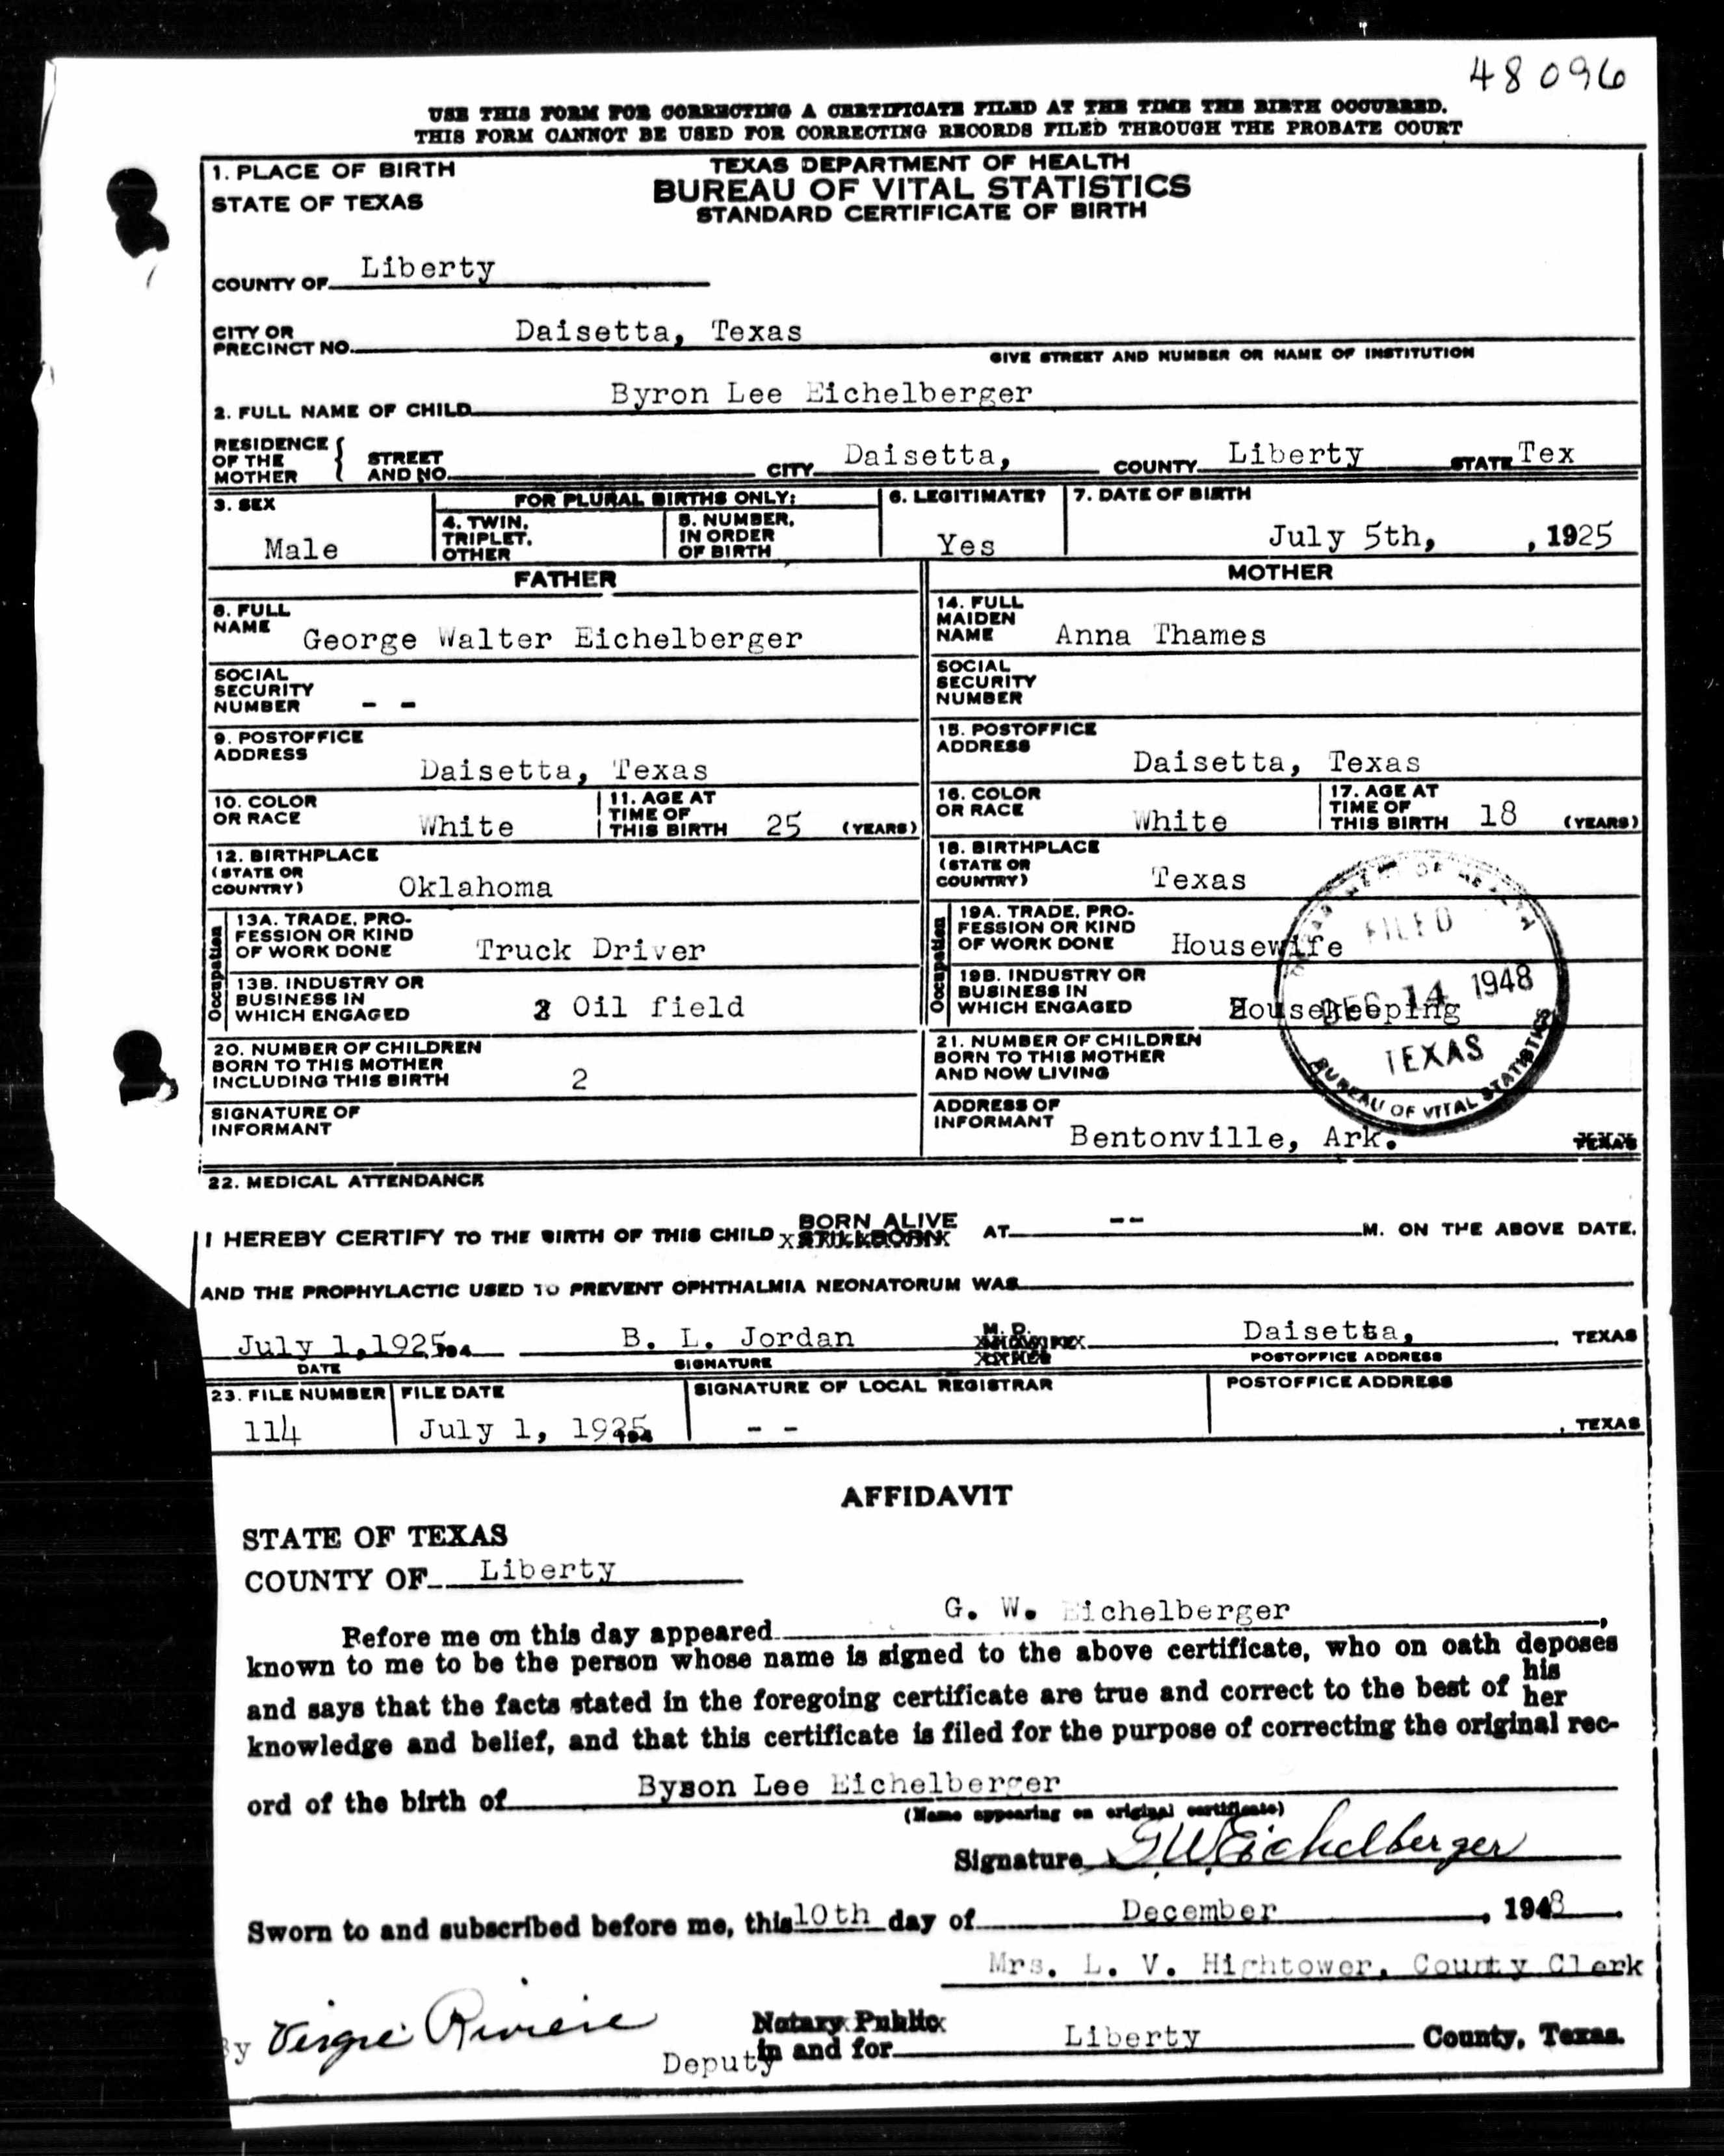 48096
USE THIS FORM FOR CORRECTING A CERTIFICATE FILED AT THE TIME THE BIRTH OCCURRED.
THIS FORM CANNOT BE USED FOR CORRECTING RECORDS FILED THROUGH THE PROBATE COURT
1. PLACE OF BIRTH
STATE OF TEXAS
TEXAS DEPARTMENT OF HEALTH
BUREAU OF VITAL STATISTICS
STANDARD CERTIFICATE OF BIRTH
COUNTY OF Liberty
CITY OR PRECINCT NO. Daisetta, Texas
GIVE STREET AND NUMBER OR NAME OF INSTITUTION
2. FULL NAME OF CHILD Byron Lee Eichelberger
RESIDENCE OF THE MOTHER { STREET AND NO. CITY Daisetta, COUNTY Liberty STATE Tex
3. SEX Male
FOR PLURAL BIRTHS ONLY:
4. TWIN, TRIPLET, OTHER
5. NUMBER, IN ORDER OF BIRTH
6. LEGITIMATE? Yes
7. DATE OF BIRTH July 5th, , 1925
FATHER
8. FULL NAME George Walter Eichelberger
SOCIAL SECURITY NUMBER - -
9. POSTOFFICE ADDRESS Daisetta, Texas
10. COLOR OR RACE White
11. AGE AT TIME OF THIS BIRTH 25 (YEARS)
12. BIRTHPLACE (STATE OR COUNTRY) Oklahoma
Occupation
13A. TRADE, PROFESSION OR KIND OF WORK DONE Truck Driver
13B. INDUSTRY OR BUSINESS IN WHICH ENGAGED Oil field
MOTHER
14. FULL MAIDEN NAME Anna Thames
SOCIAL SECURITY NUMBER
15. POSTOFFICE ADDRESS Daisetta, Texas
16. COLOR OR RACE White
17. AGE AT TIME OF THIS BIRTH 18 (YEARS)
18. BIRTHPLACE (STATE OR COUNTRY) Texas
Occupation
19A. TRADE, PROFESSION OR KIND OF WORK DONE Housewife
19B. INDUSTRY OR BUSINESS IN WHICH ENGAGED Housekeeping
FILED
DEC 14 1948
TEXAS
BUREAU OF VITAL STATISTICS
20. NUMBER OF CHILDREN BORN TO THIS MOTHER INCLUDING THIS BIRTH 2
21. NUMBER OF CHILDREN BORN TO THIS MOTHER AND NOW LIVING
SIGNATURE OF INFORMANT
ADDRESS OF INFORMANT Bentonville, Ark. TEXAS
22. MEDICAL ATTENDANCE
I HEREBY CERTIFY TO THE BIRTH OF THIS CHILD BORN ALIVE STILLBORN AT -- M. ON THE ABOVE DATE,
AND THE PROPHYLACTIC USED TO PREVENT OPHTHALMIA NEONATORUM WAS
July 1, 1925 B. L. Jordan M. D. Daisetta, , TEXAS
DATE SIGNATURE POSTOFFICE ADDRESS
23. FILE NUMBER 114
FILE DATE July 1, 1925
SIGNATURE OF LOCAL REGISTRAR - -
POSTOFFICE ADDRESS , TEXAS
AFFIDAVIT
STATE OF TEXAS
COUNTY OF Liberty
Before me on this day appeared G. W. Eichelberger,
known to me to be the person whose name is signed to the above certificate, who on oath deposes
and says that the facts stated in the foregoing certificate are true and correct to the best of his her
knowledge and belief, and that this certificate is filed for the purpose of correcting the original rec-
ord of the birth of Byson Lee Eichelberger
(Name appearing on original certificate)
Signature G.W. Eichelberger
Sworn to and subscribed before me, this 10th day of December, 1948.
Mrs. L. V. Hightower, County Clerk
By Virgie Riviere Deputy
Notary Public
in and for Liberty County, Texas.